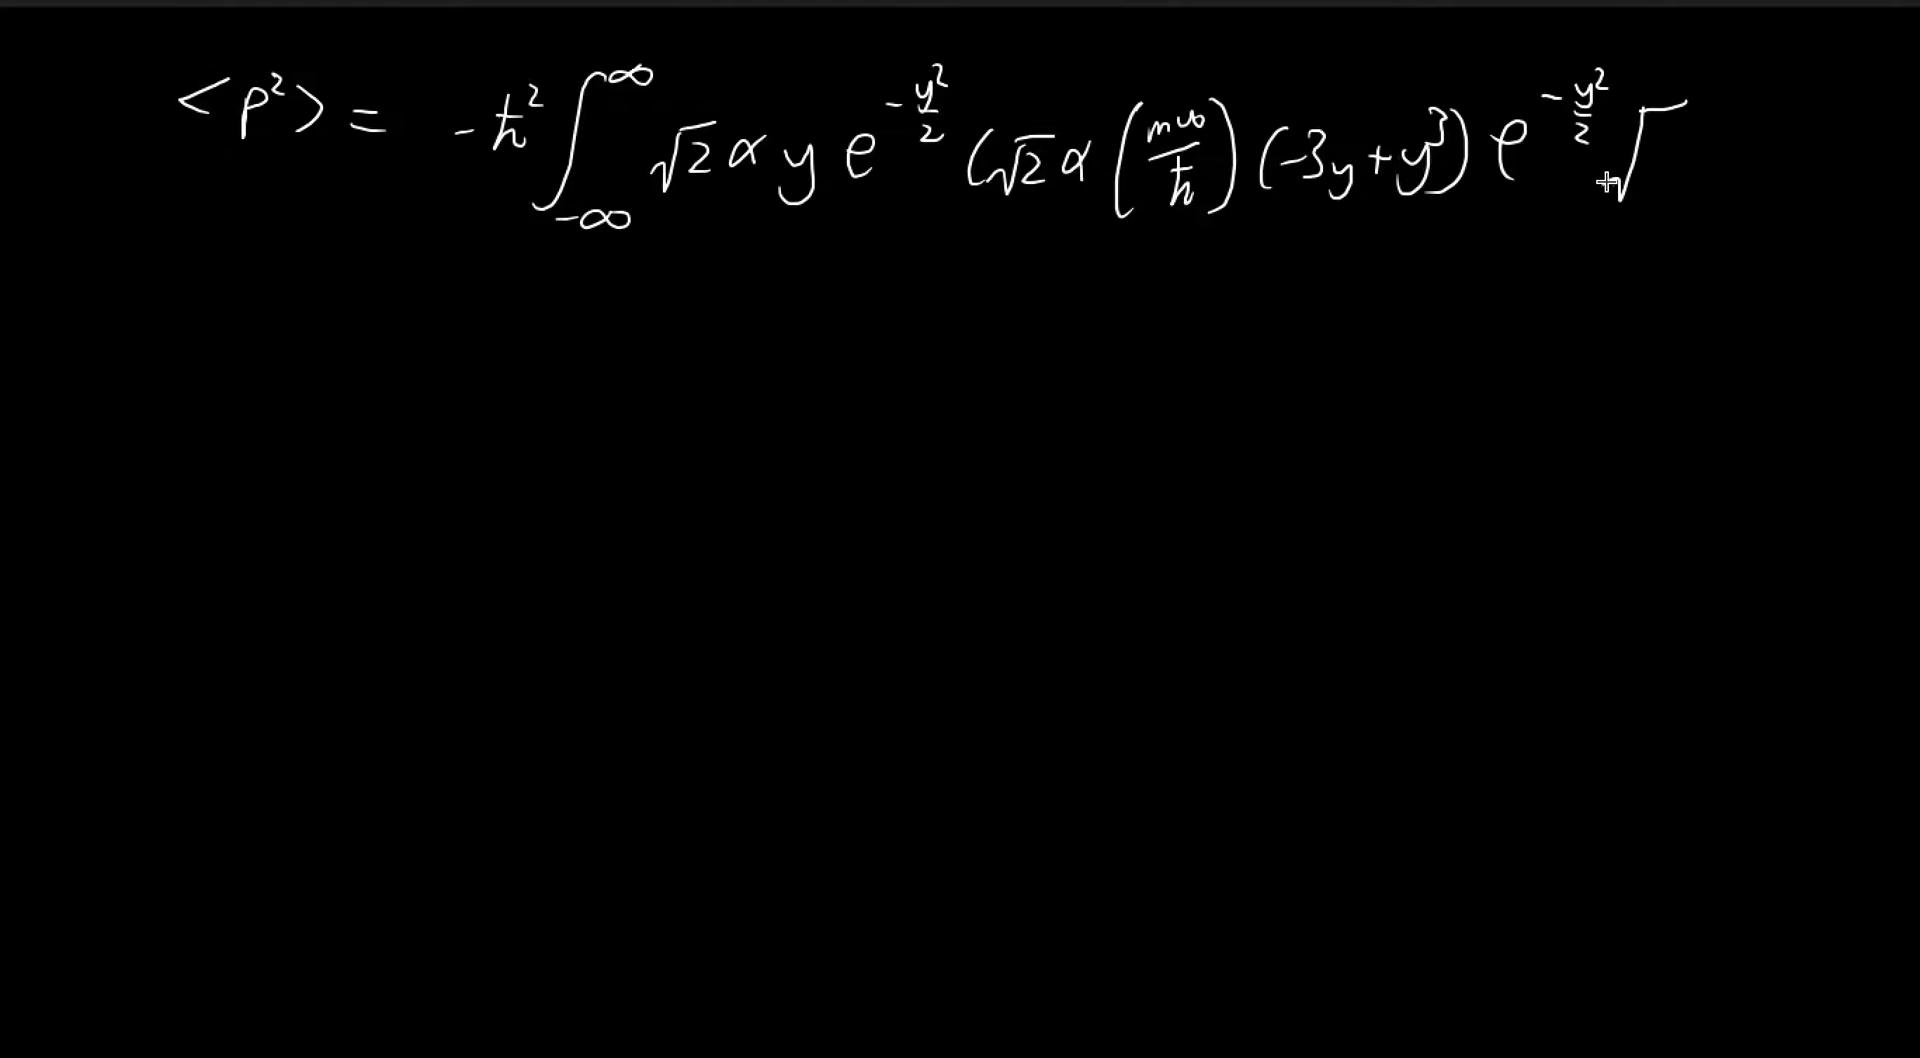 <p²> = -ħ² ∫_{-∞}^{∞} √2 α y e^{-y²/2} (√2 α (mω/ħ) (-3y + y³) e^{-y²/2} √